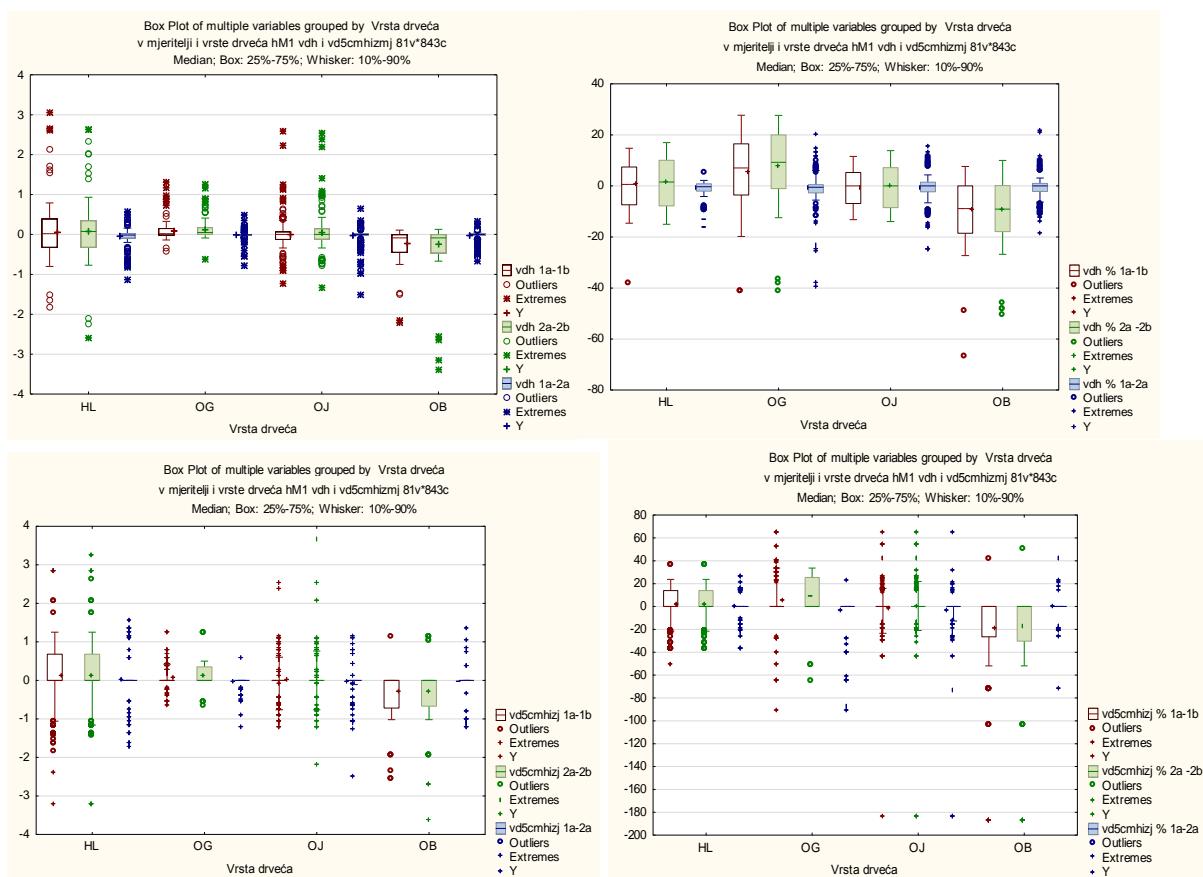 Box Plot of multiple variables grouped by Vrsta drveća
v mjeritelji i vrste drveća hM1 vdh i vd5cmhizmj 81v*843c
Median; Box: 25%-75%; Whisker: 10%-90%
4
3
2
1
0
-1
-2
-3
-4
HL OG OJ OB
Vrsta drveća
vdh 1a-1b
Outliers
Extremes
Y
vdh 2a-2b
Outliers
Extremes
Y
vdh 1a-2a
Outliers
Extremes
Y
Box Plot of multiple variables grouped by Vrsta drveća
v mjeritelji i vrste drveća hM1 vdh i vd5cmhizmj 81v*843c
Median; Box: 25%-75%; Whisker: 10%-90%
40
20
0
-20
-40
-60
-80
HL OG OJ OB
Vrsta drveća
vdh % 1a-1b
Outliers
Extremes
Y
vdh % 2a -2b
Outliers
Extremes
Y
vdh % 1a-2a
Outliers
Extremes
Y
Box Plot of multiple variables grouped by Vrsta drveća
v mjeritelji i vrste drveća hM1 vdh i vd5cmhizmj 81v*843c
Median; Box: 25%-75%; Whisker: 10%-90%
4
3
2
1
0
-1
-2
-3
-4
HL OG OJ OB
Vrsta drveća
vd5cmhizj 1a-1b
Outliers
Extremes
Y
vd5cmhizj 2a-2b
Outliers
Extremes
Y
vd5cmhizj 1a-2a
Outliers
Extremes
Y
Box Plot of multiple variables grouped by Vrsta drveća
v mjeritelji i vrste drveća hM1 vdh i vd5cmhizmj 81v*843c
Median; Box: 25%-75%; Whisker: 10%-90%
80
60
40
20
0
-20
-40
-60
-80
-100
-120
-140
-160
-180
-200
HL OG OJ OB
Vrsta drveća
vd5cmhizj % 1a-1b
Outliers
Extremes
Y
vd5cmhizj % 2a -2b
Outliers
Extremes
Y
vd5cmhizj % 1a-2a
Outliers
Extremes
Y